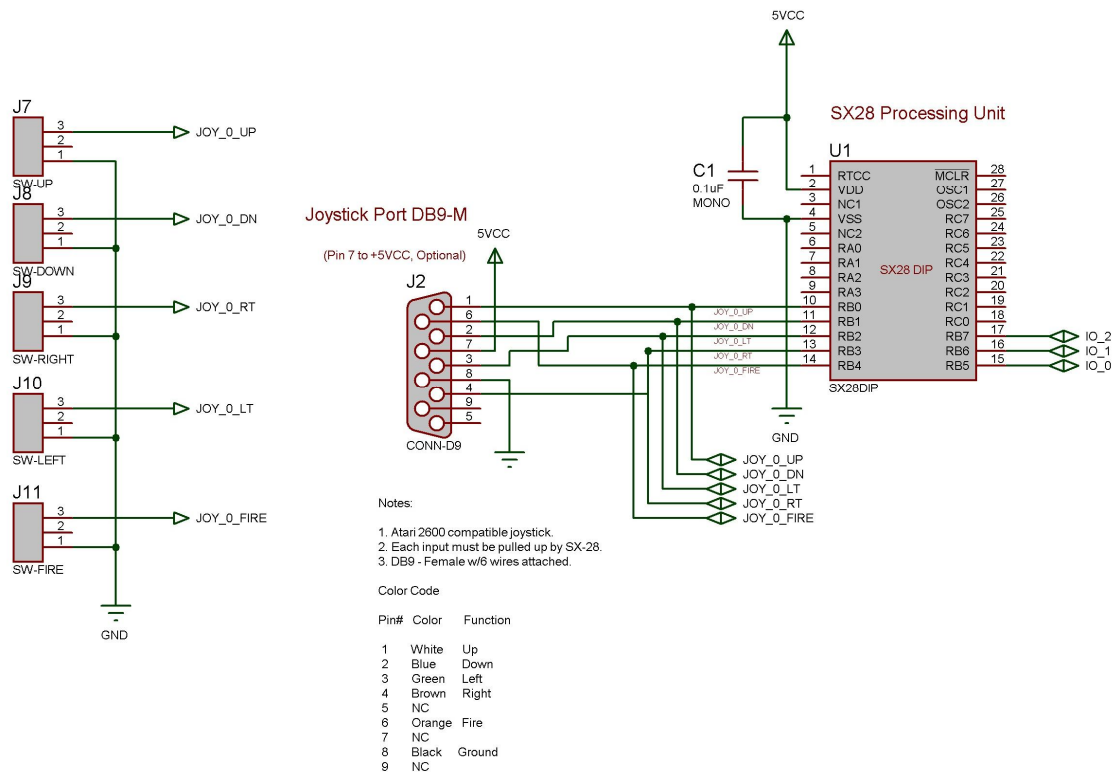 J7
3
2
1
SW-UP
JOY_0_UP
J8
3
2
1
SW-DOWN
JOY_0_DN
J9
3
2
1
SW-RIGHT
JOY_0_RT
J10
3
2
1
SW-LEFT
JOY_0_LT
J11
3
2
1
SW-FIRE
JOY_0_FIRE
GND
Joystick Port DB9-M
(Pin 7 to +5VCC, Optional)
5VCC
J2
1
6
2
7
3
8
4
9
5
CONN-D9
JOY_0_UP
JOY_0_DN
JOY_0_LT
JOY_0_RT
JOY_0_FIRE
5VCC
C1
0.1uF
MONO
SX28 Processing Unit
U1
1 RTCC MCLR 28
2 VDD OSC1 27
3 NC1 OSC2 26
4 VSS RC7 25
5 NC2 RC6 24
6 RA0 RC5 23
7 RA1 RC4 22
SX28 DIP
8 RA2 RC3 21
9 RA3 RC2 20
10 RB0 RC1 19
11 RB1 RC0 18
12 RB2 RB7 17 IO_2
13 RB3 RB6 16 IO_1
14 RB4 RB5 15 IO_0
SX28DIP
GND
JOY_0_UP
JOY_0_DN
JOY_0_LT
JOY_0_RT
JOY_0_FIRE
Notes:
1. Atari 2600 compatible joystick.
2. Each input must be pulled up by SX-28.
3. DB9 - Female w/6 wires attached.
Color Code
Pin# Color Function
1 White Up
2 Blue Down
3 Green Left
4 Brown Right
5 NC
6 Orange Fire
7 NC
8 Black Ground
9 NC